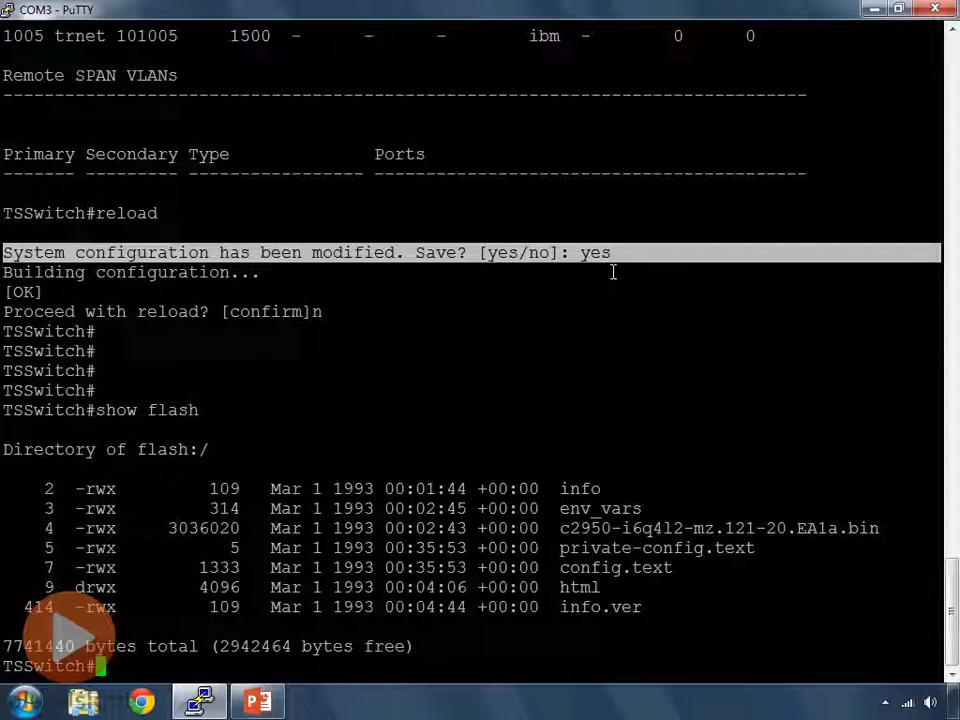 COM3 - PuTTY
1005 trnet 101005     1500  -      -      -        ibm  -        0      0
Remote SPAN VLANs
------------------------------------------------------------------------------
Primary Secondary Type              Ports
------- --------- ----------------- ------------------------------------------
TSSwitch#reload
System configuration has been modified. Save? [yes/no]: yes
Building configuration...
[OK]
Proceed with reload? [confirm]n
TSSwitch#
TSSwitch#
TSSwitch#
TSSwitch#
TSSwitch#show flash
Directory of flash:/
    2  -rwx         109   Mar 1 1993 00:01:44 +00:00  info
    3  -rwx         314   Mar 1 1993 00:02:45 +00:00  env_vars
    4  -rwx     3036020   Mar 1 1993 00:02:43 +00:00  c2950-i6q4l2-mz.121-20.EA1a.bin
    5  -rwx           5   Mar 1 1993 00:35:53 +00:00  private-config.text
    7  -rwx        1333   Mar 1 1993 00:35:53 +00:00  config.text
    9  drwx        4096   Mar 1 1993 00:04:06 +00:00  html
  414  -rwx         109   Mar 1 1993 00:04:44 +00:00  info.ver
7741440 bytes total (2942464 bytes free)
TSSwitch#